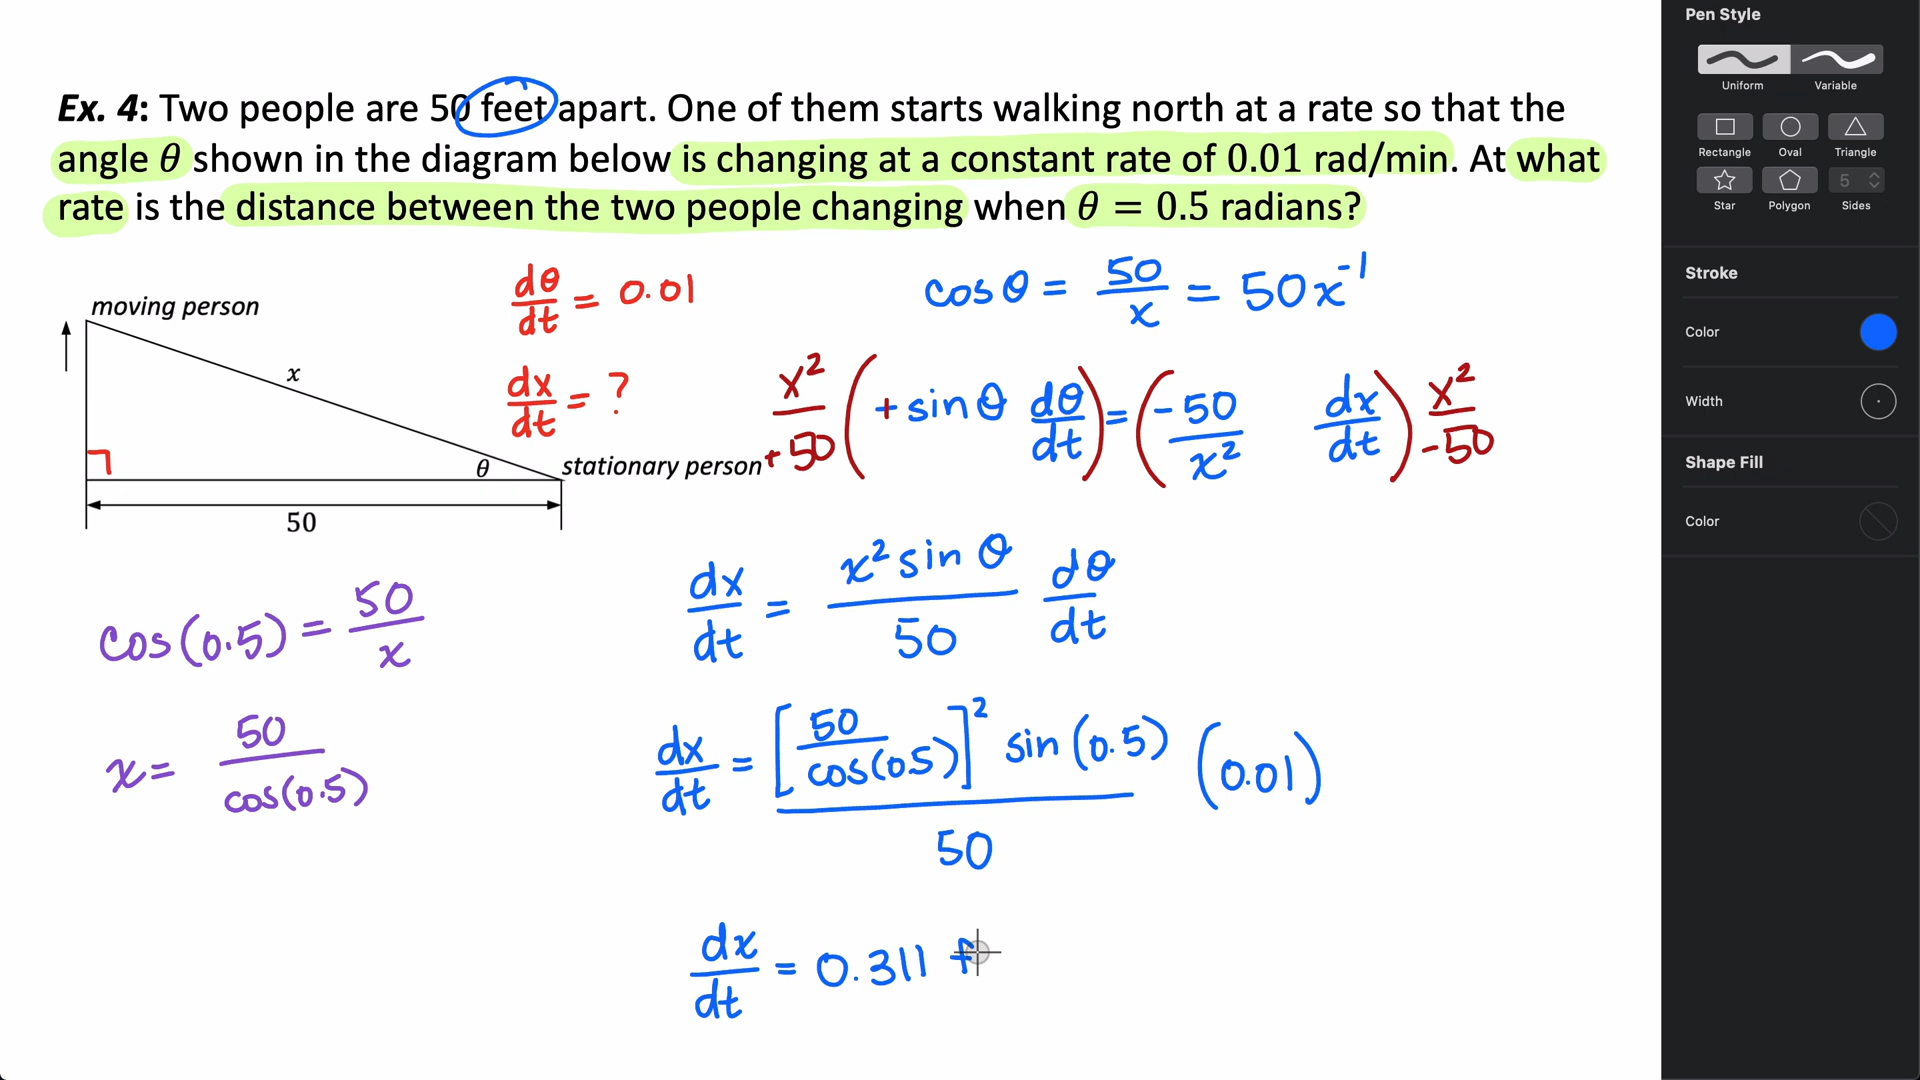 Ex. 4: Two people are 50 feet apart. One of them starts walking north at a rate so that the
angle θ shown in the diagram below is changing at a constant rate of 0.01 rad/min. At what
rate is the distance between the two people changing when θ = 0.5 radians?
moving person
x
θ
stationary person
50
dθ/dt = 0.01
dx/dt = ?
cos θ = 50/x = 50x⁻¹
x²/+50 (+ sin θ dθ/dt) = (-50/x² dx/dt) x²/-50
cos(0.5) = 50/x
x = 50/cos(0.5)
dx/dt = x² sin θ/50 dθ/dt
dx/dt = [50/cos(05)]² sin(0.5)/50 (0.01)
dx/dt = 0.311 f
Pen Style
Uniform
Variable
Rectangle
Oval
Triangle
5
Star
Polygon
Sides
Stroke
Color
Width
Shape Fill
Color